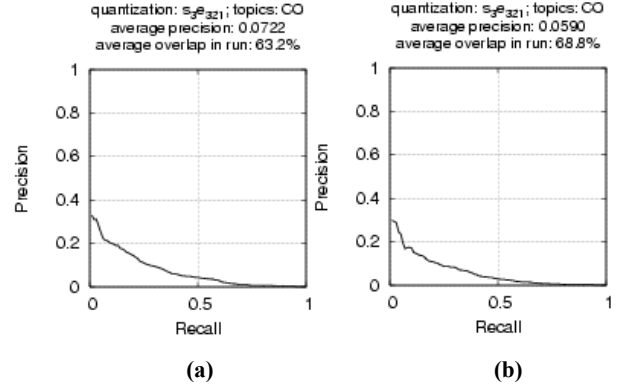 quantization: s3e321; topics: CO
average precision: 0.0722
average overlap in run: 63.2%
1
0.8
0.6
0.4
0.2
0
Precision
0
0.5
1
Recall
(a)
quantization: s3e321; topics: CO
average precision: 0.0590
average overlap in run: 68.8%
1
0.8
0.6
0.4
0.2
0
Precision
0
0.5
1
Recall
(b)